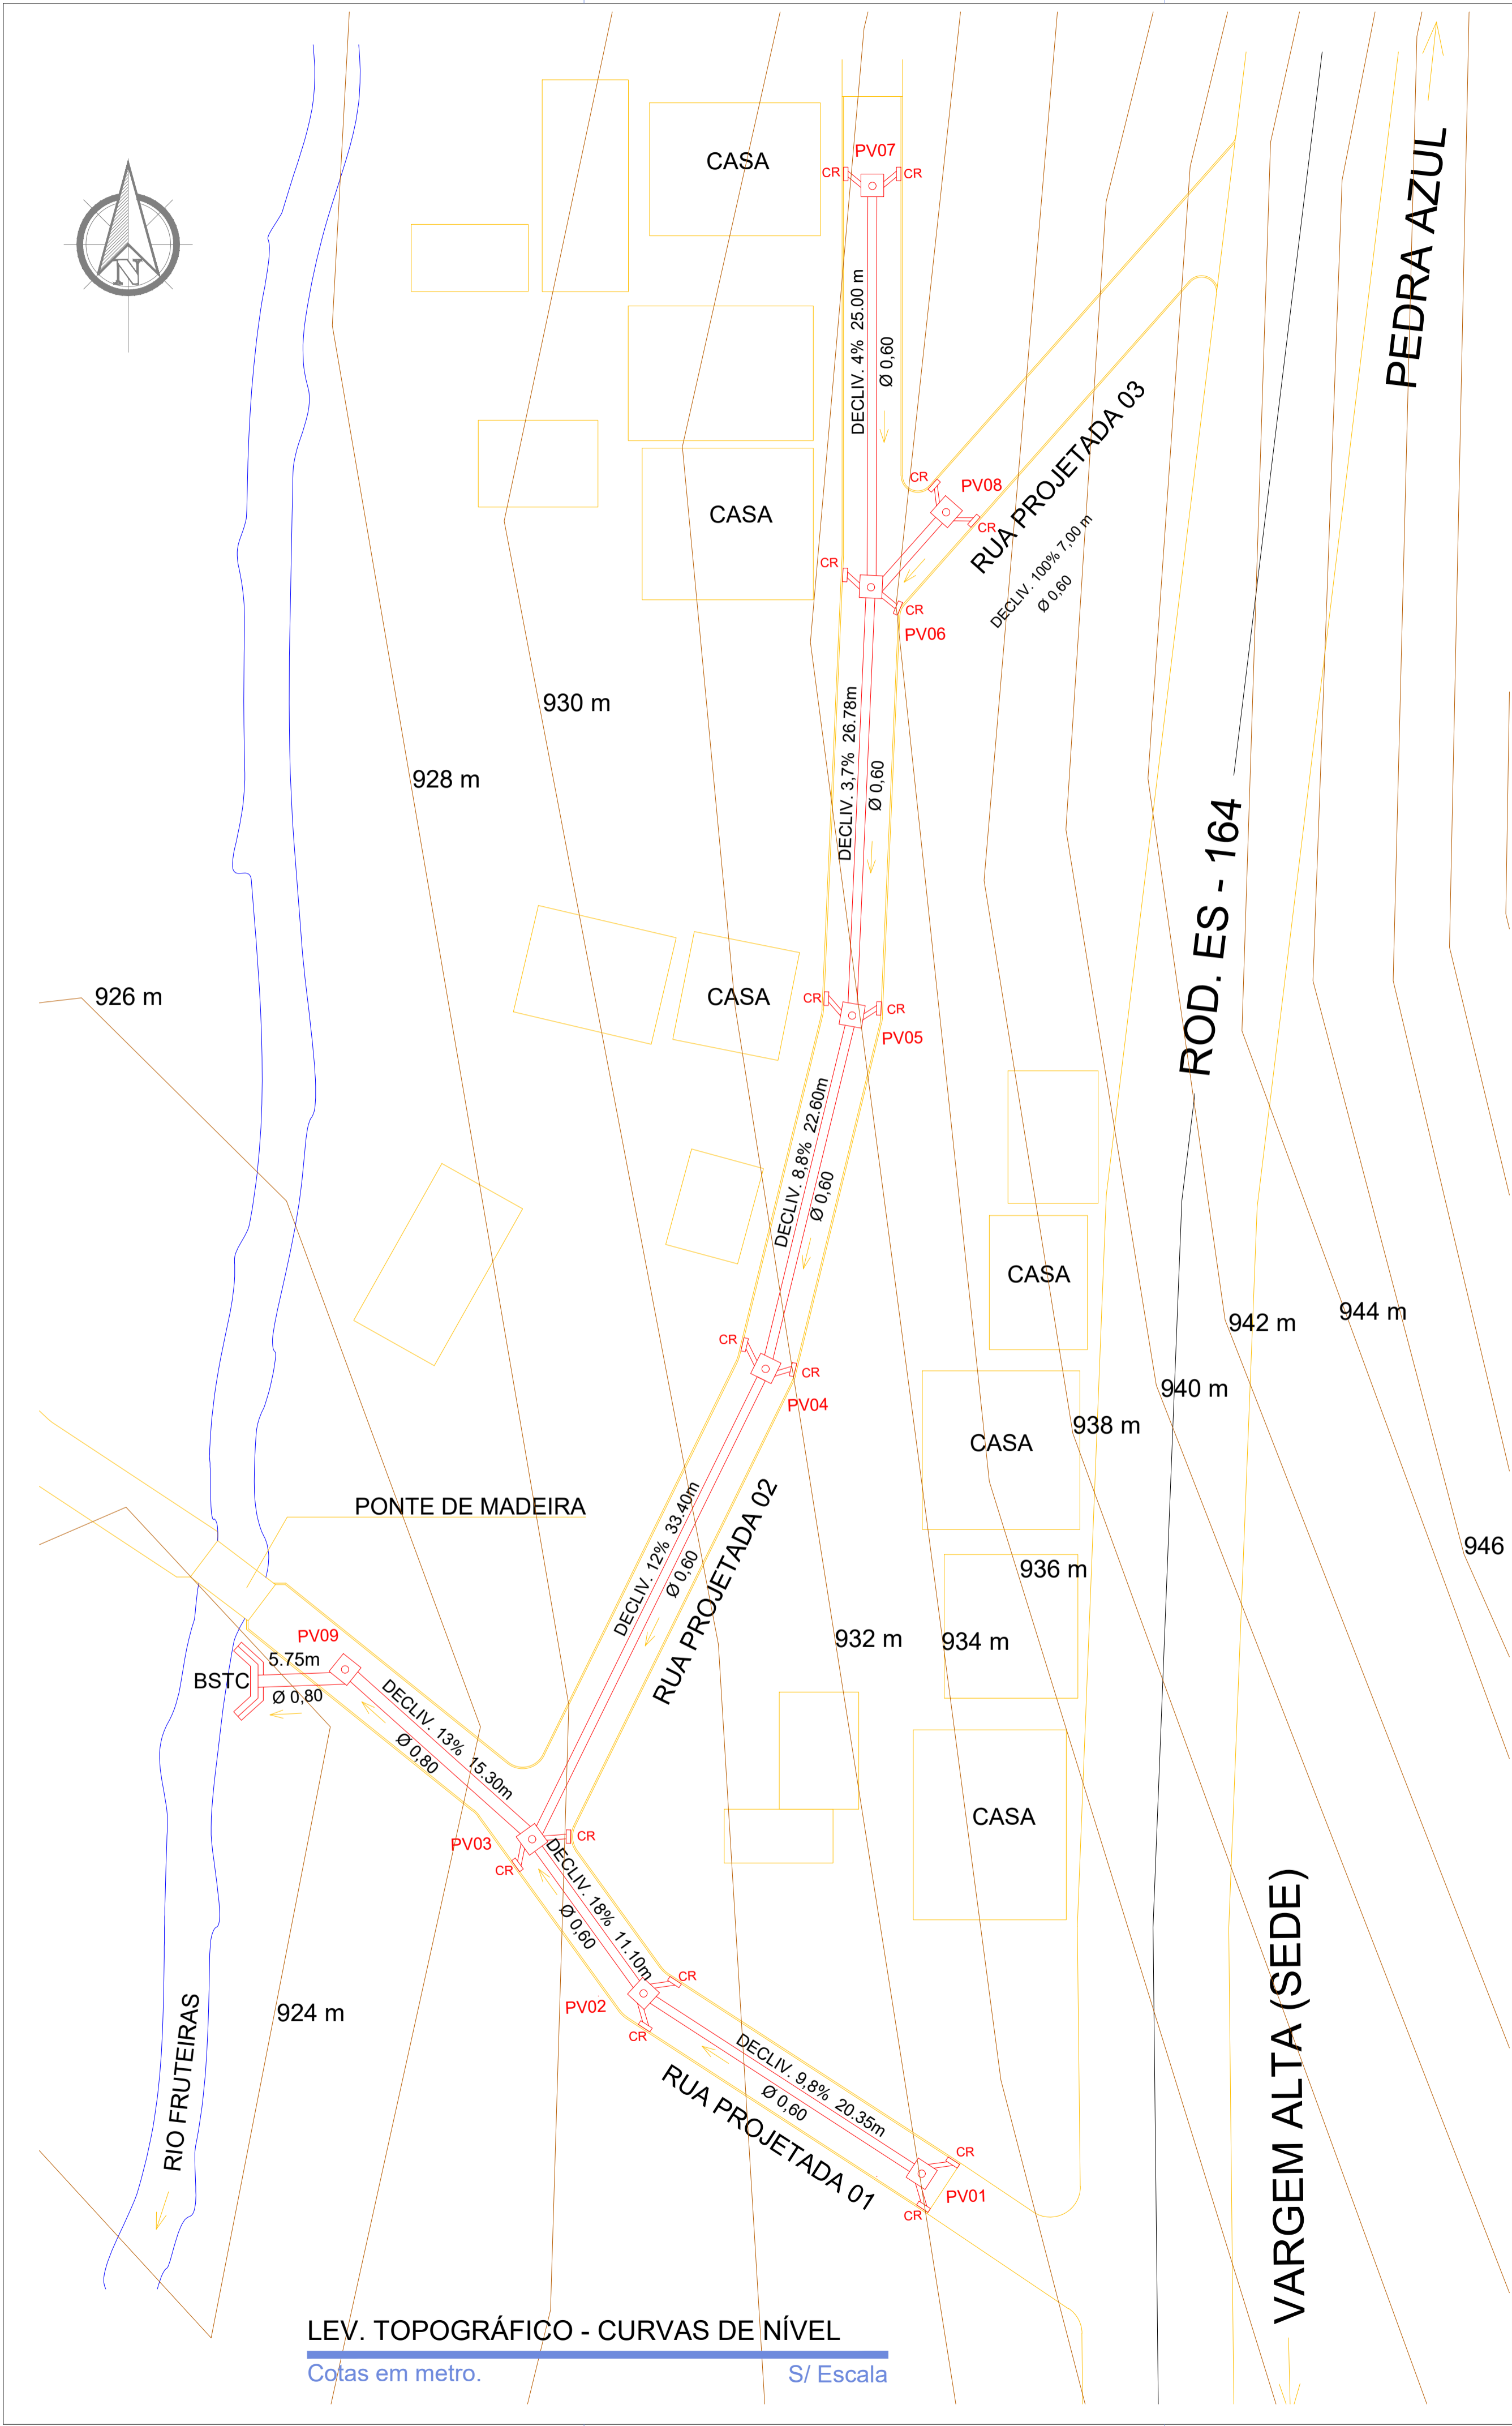 PEDRA AZUL
CASA
PV07
CR
CR
N
DECLIV. 4%  25.00 m
Ø 0,60
RUA PROJETADA 03
CR
PV08
CR
CASA
DECLIV. 100% 7,00 m
Ø 0,60
CR
CR
PV06
930 m
928 m
DECLIV. 3,7%  26.78m
Ø 0,60
ROD. ES - 164
926 m
CASA
CR
CR
PV05
DECLIV. 8,8%  22.60m
Ø 0,60
CASA
944 m
942 m
CR
CR
PV04
940 m
938 m
CASA
PONTE DE MADEIRA
DECLIV. 12%  33.40m
Ø 0,60
RUA PROJETADA 02
946
936 m
932 m
934 m
PV09
5.75m
BSTC
Ø 0,80
DECLIV. 13%  15.30m
Ø 0,80
CASA
PV03
CR
CR
DECLIV. 18%  11.10m
Ø 0,60
VARGEM ALTA (SEDE)
CR
PV02
CR
924 m
RIO FRUTEIRAS
DECLIV. 9,8%  20.35m
Ø 0,60
RUA PROJETADA 01
CR
PV01
CR
LEV. TOPOGRÁFICO - CURVAS DE NÍVEL
Cotas em metro.
S/ Escala